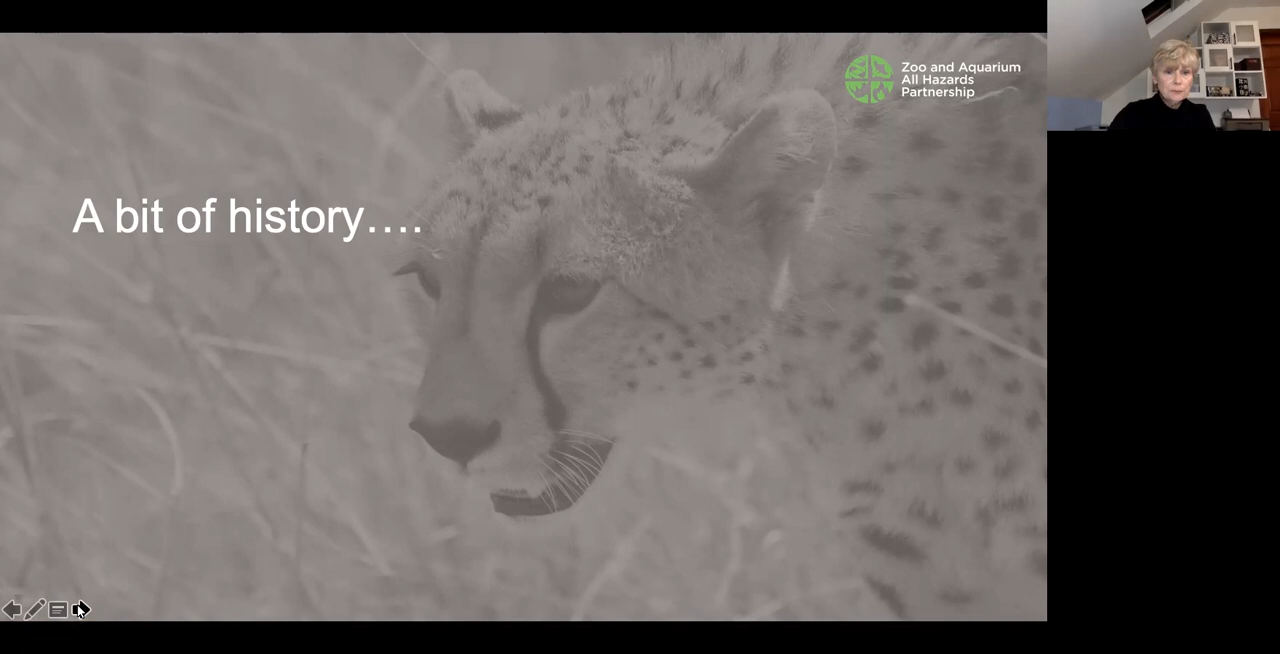 Zoo and Aquarium
All Hazards
Partnership
A bit of history….